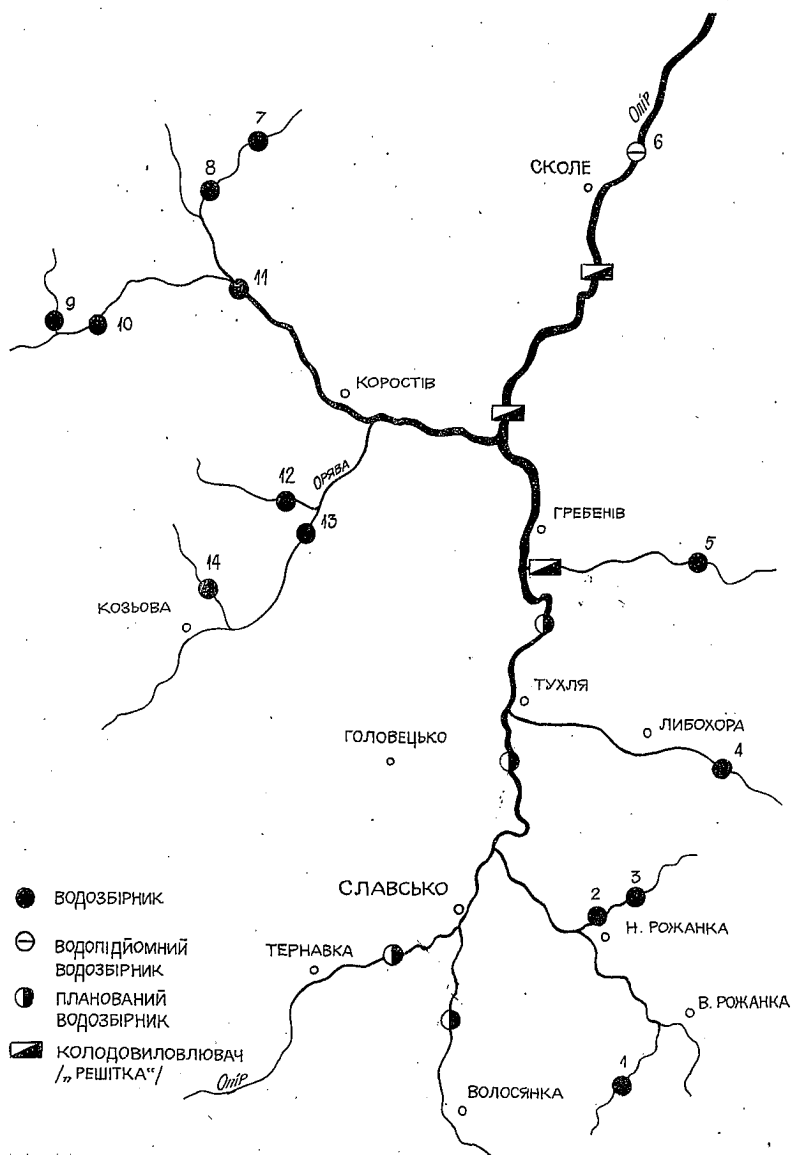 Опір
6
СКОЛЕ
7
8
9
10
11
КОРОСТІВ
ОРЯВА
12
13
14
КОЗЬОВА
ГРЕБЕНІВ
5
ТУХЛЯ
ЛИБОХОРА
4
ГОЛОВЕЦЬКО
СЛАВСЬКО
ТЕРНАВКА
Опір
2
3
Н. РОЖАНКА
В. РОЖАНКА
1
ВОЛОСЯНКА
ВОДОЗБІРНИК
ВОДОПІДЙОМНИЙ
ВОДОЗБІРНИК
ПЛАНОВАНИЙ
ВОДОЗБІРНИК
КОЛОДОВИЛОВЛЮВАЧ
/„РЕШІТКА“/